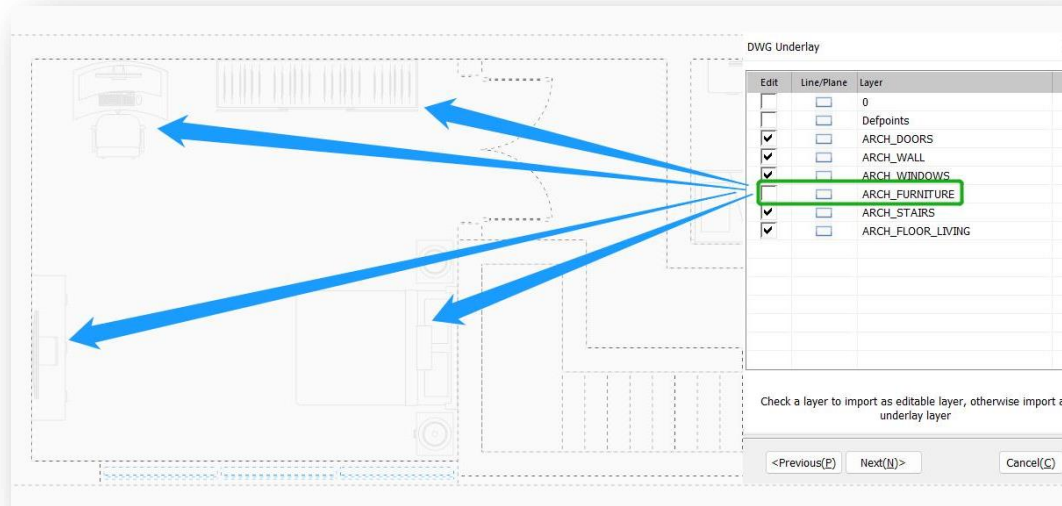 DWG Underlay
Edit Line/Plane Layer
0
Defpoints
ARCH_DOORS
ARCH_WALL
ARCH_WINDOWS
ARCH_FURNITURE
ARCH_STAIRS
ARCH_FLOOR_LIVING
Check a layer to import as editable layer, otherwise import a
underlay layer
<Previous(P) Next(N)> Cancel(C)